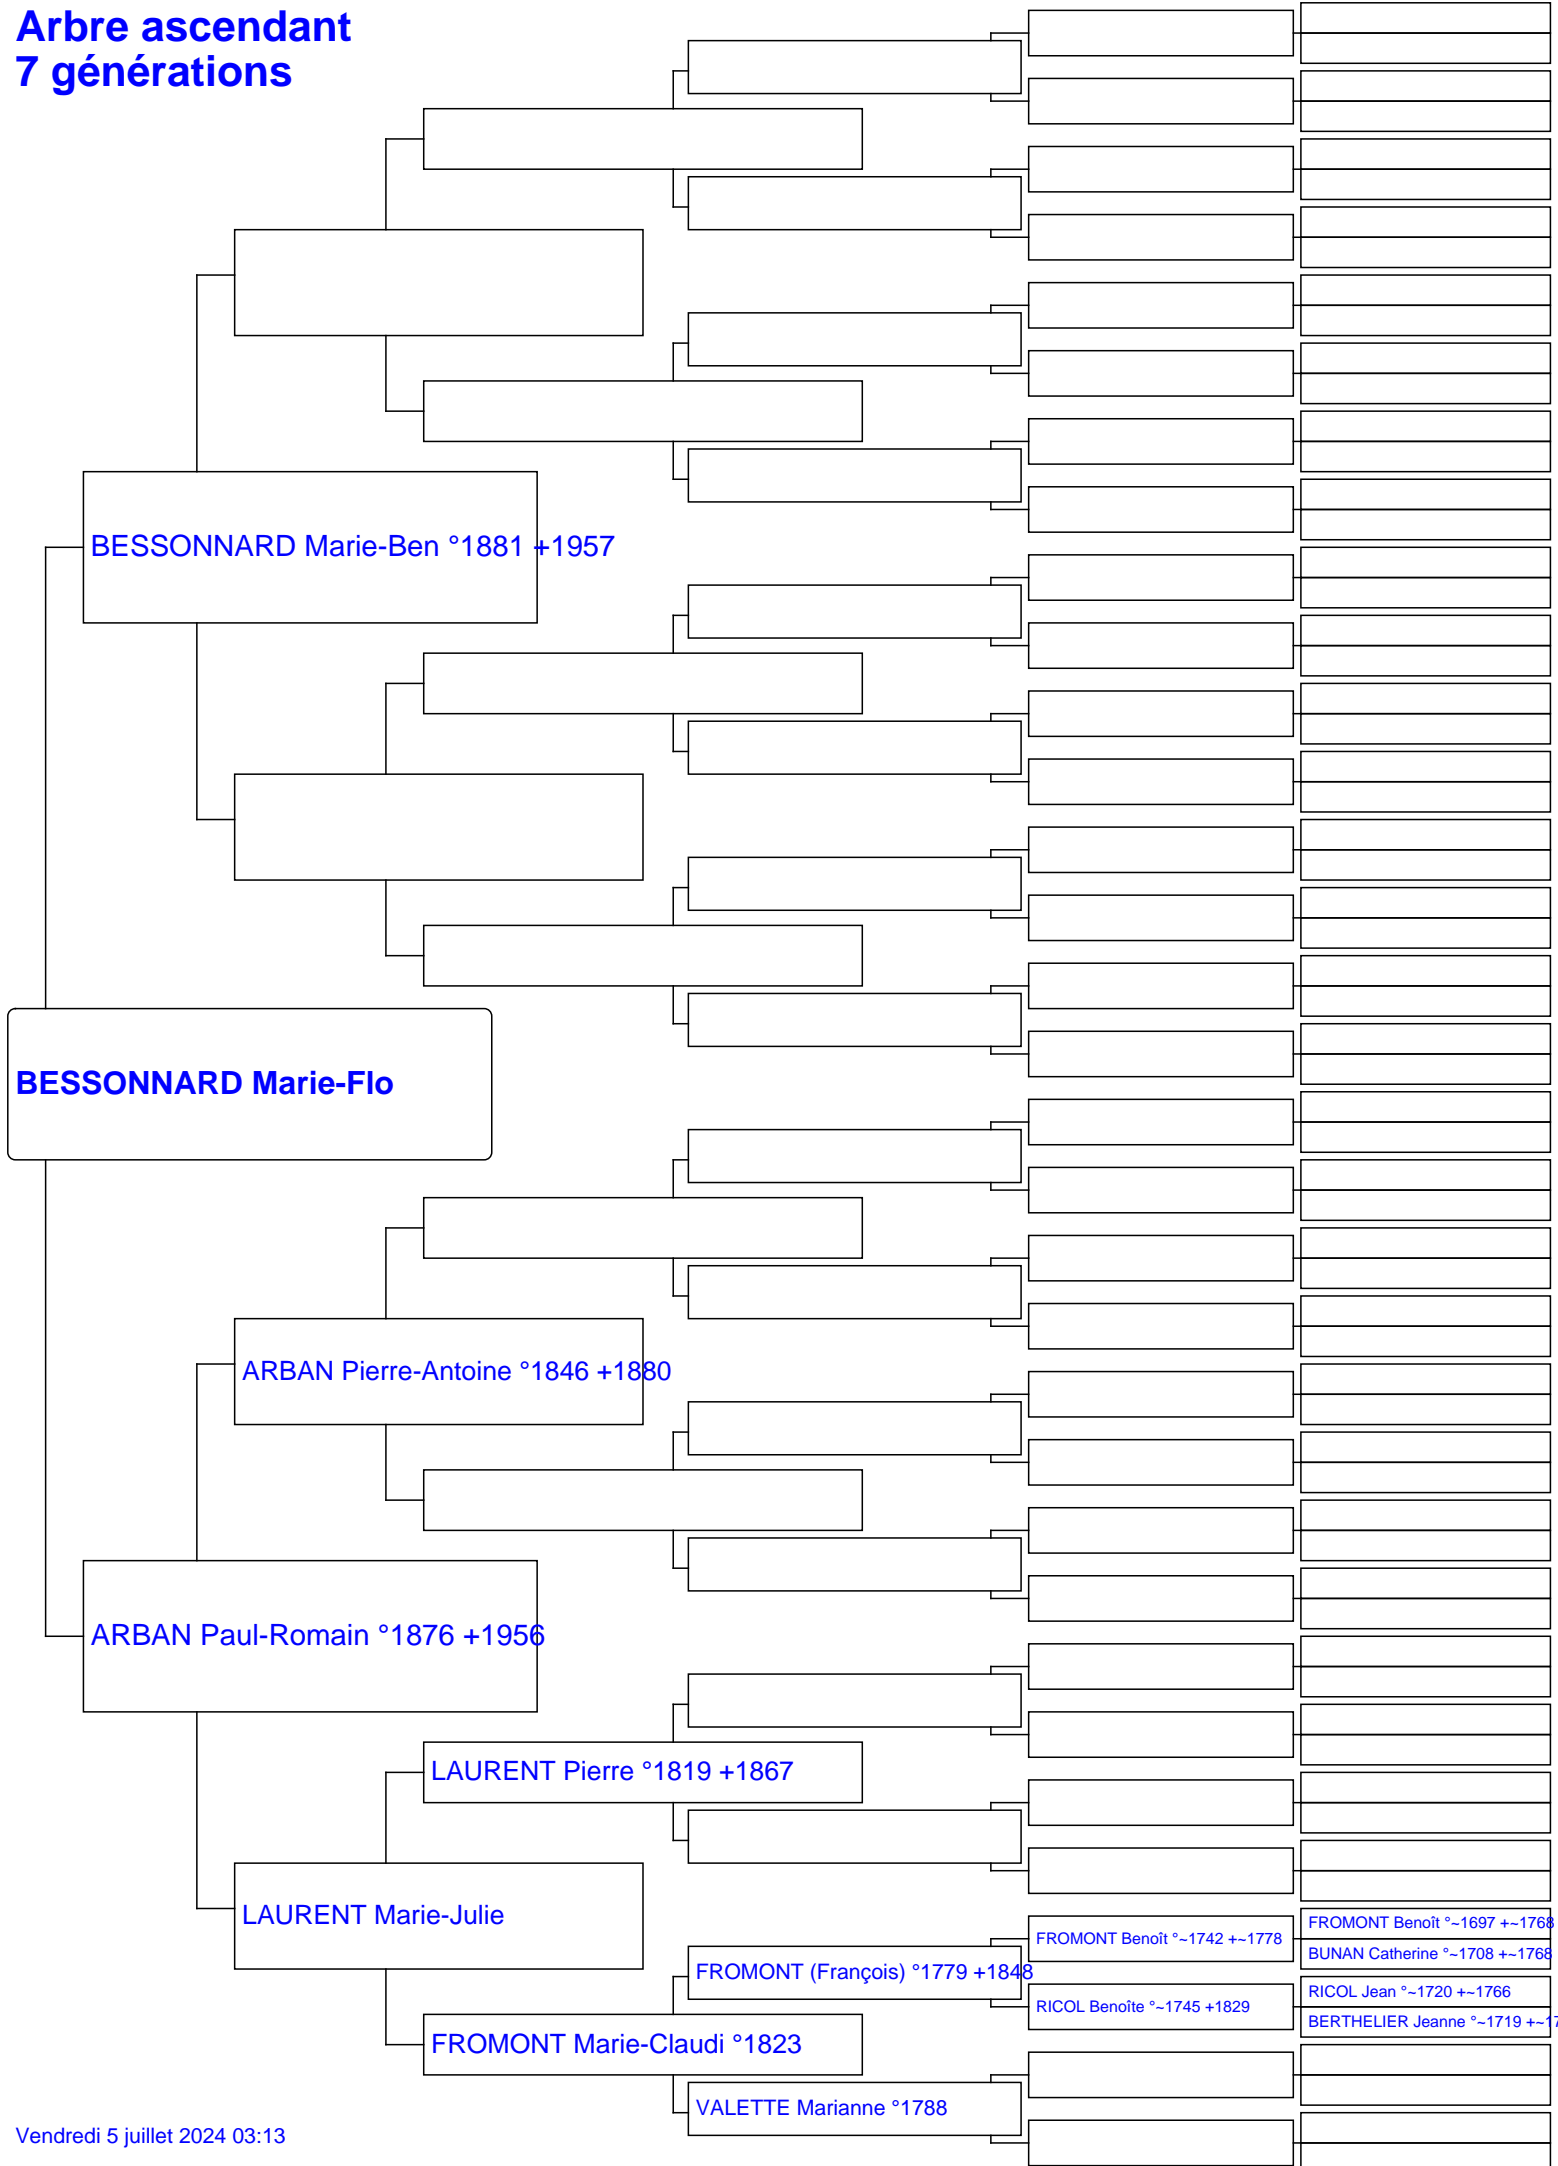 Arbre ascendant
7 générations
BESSONNARD Marie-Ben °1881 +1957
BESSONNARD Marie-Flo
ARBAN Pierre-Antoine °1846 +1880
ARBAN Paul-Romain °1876 +1956
LAURENT Pierre °1819 +1867
LAURENT Marie-Julie
FROMONT Benoît °~1697 +~1768
FROMONT Benoît °~1742 +~1778
BUNAN Catherine °~1708 +~1768
FROMONT (François) °1779 +1848
RICOL Jean °~1720 +~1766
RICOL Benoîte °~1745 +1829
BERTHELIER Jeanne °~1719 +~17
FROMONT Marie-Claudi °1823
VALETTE Marianne °1788
Vendredi 5 juillet 2024 03:13